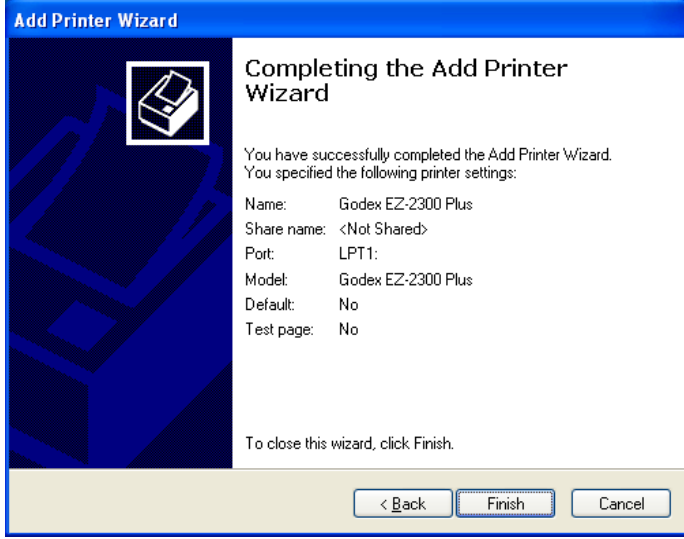 Add Printer Wizard
Completing the Add Printer
Wizard
You have successfully completed the Add Printer Wizard.
You specified the following printer settings:
Name: Godex EZ-2300 Plus
Share name: <Not Shared>
Port: LPT1:
Model: Godex EZ-2300 Plus
Default: No
Test page: No
To close this wizard, click Finish.
< Back Finish Cancel